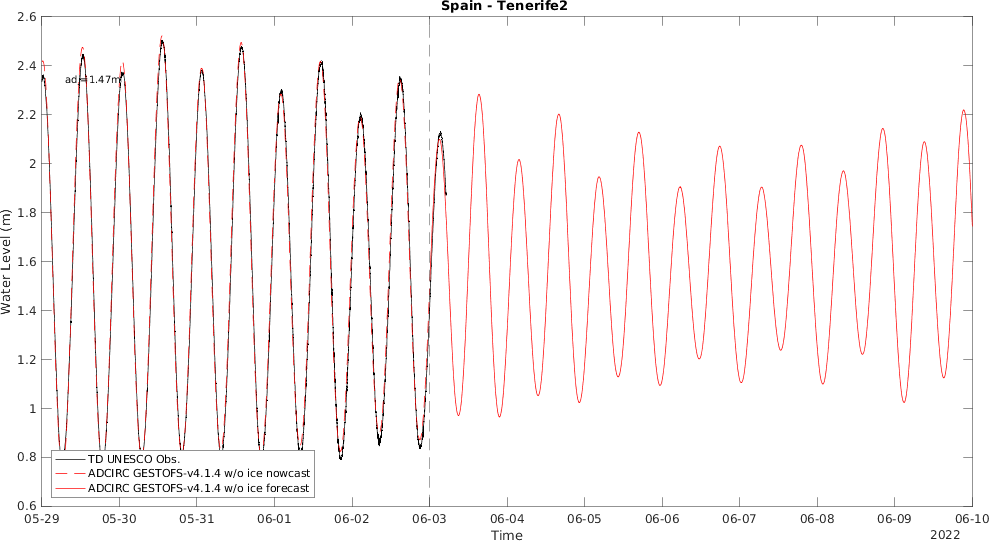 Spain - Tenerife2
2.6
2.4
2.2
2
1.8
1.6
1.4
1.2
1
0.8
0.6
Water Level (m)
ad=1.47m
TD UNESCO Obs.
ADCIRC GESTOFS-v4.1.4 w/o ice nowcast
ADCIRC GESTOFS-v4.1.4 w/o ice forecast
05-29 05-30 05-31 06-01 06-02 06-03 06-04 06-05 06-06 06-07 06-08 06-09 06-10
Time
2022